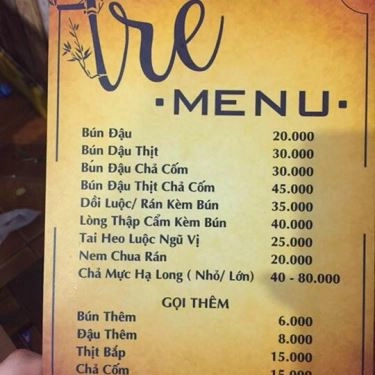 Tre
·MENU·
Bún Đậu 20.000
Bún Dậu Thịt 30.000
Bún Đậu Chả Cốm 30.000
Bún Đậu Thịt Chả Cốm 45.000
Dồi Luộc/ Rán Kèm Bún 35.000
Lòng Thập Cẩm Kèm Bún 40.000
Tai Heo Luộc Ngũ Vị 25.000
Nem Chua Rán 20.000
Chả Mực Hạ Long ( Nhỏ/ Lớn) 40 - 80.000
GỌI THÊM
Bún Thêm 6.000
Đậu Thêm 8.000
Thịt Bắp 15.000
Chả Cốm 15.000